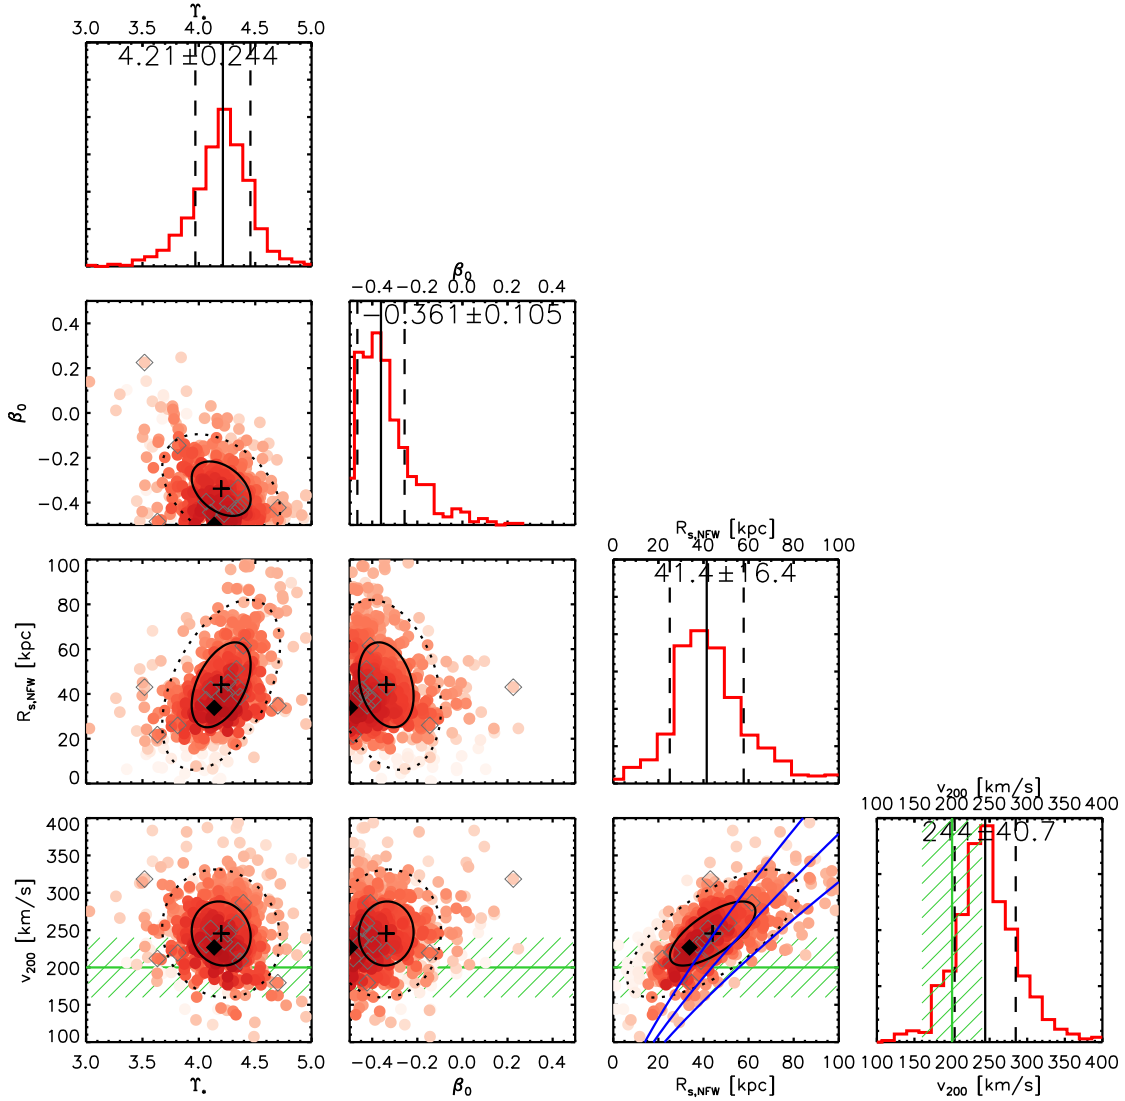 ϒ⋆
3.0 3.5 4.0 4.5 5.0
4.21±0.244
β₀
−0.4 −0.2 0.0 0.2 0.4
−0.361±0.105
β₀
0.4
0.2
0.0
−0.2
−0.4
R_s,NFW [kpc]
0 20 40 60 80 100
41.4±16.4
R_s,NFW [kpc]
100
80
60
40
20
0
v₂₀₀ [km/s]
100 150 200 250 300 350 400
244±40.7
v₂₀₀ [km/s]
400
350
300
250
200
150
100
3.0 3.5 4.0 4.5 5.0
ϒ⋆
−0.4 −0.2 0.0 0.2 0.4
β₀
0 20 40 60 80 100
R_s,NFW [kpc]
100 150 200 250 300 350 400
v₂₀₀ [km/s]